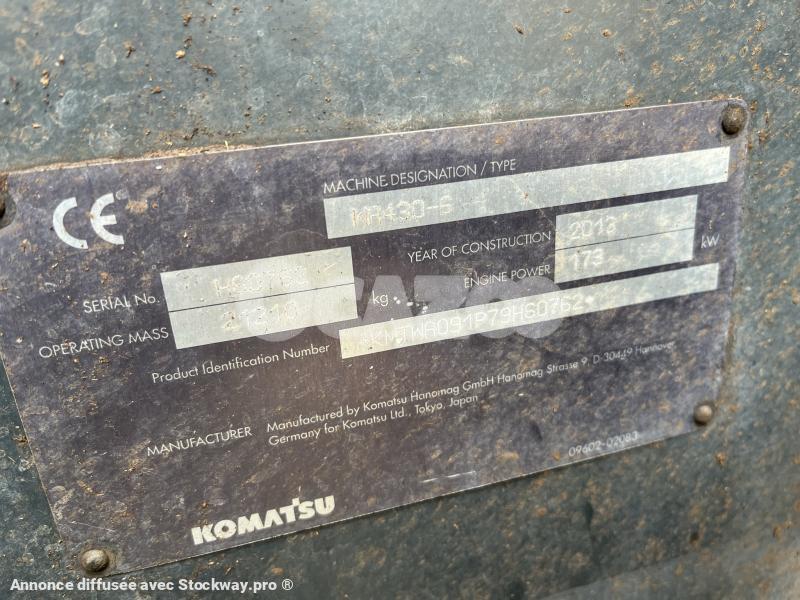 CE
MACHINE DESIGNATION / TYPE
WA430-6
SERIAL No.
H60762
YEAR OF CONSTRUCTION
2013
OPERATING MASS
21310
kg
ENGINE POWER
173
kW
Product Identification Number
*KMTWA091P79H60762*
MANUFACTURER
Manufactured by Komatsu Hanomag GmbH Hanomag Strasse 9, D-30449 Hannover
Germany for Komatsu Ltd., Tokyo, Japan
09602-02083
KOMATSU
OCAZOO
Annonce diffusée avec Stockway.pro ®